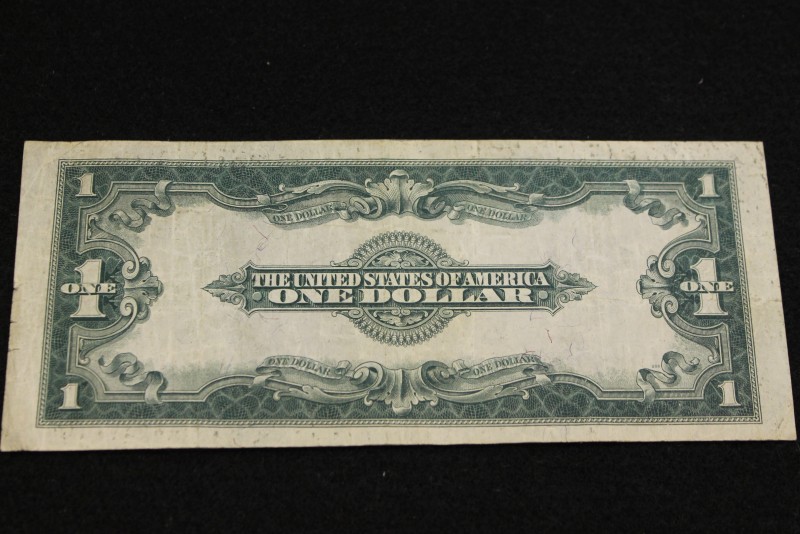 1 1
ONE DOLLAR ONE DOLLAR
1 ONE THE UNITED STATES OF AMERICA 1 ONE
ONE DOLLAR
ONE DOLLAR ONE DOLLAR
1 1